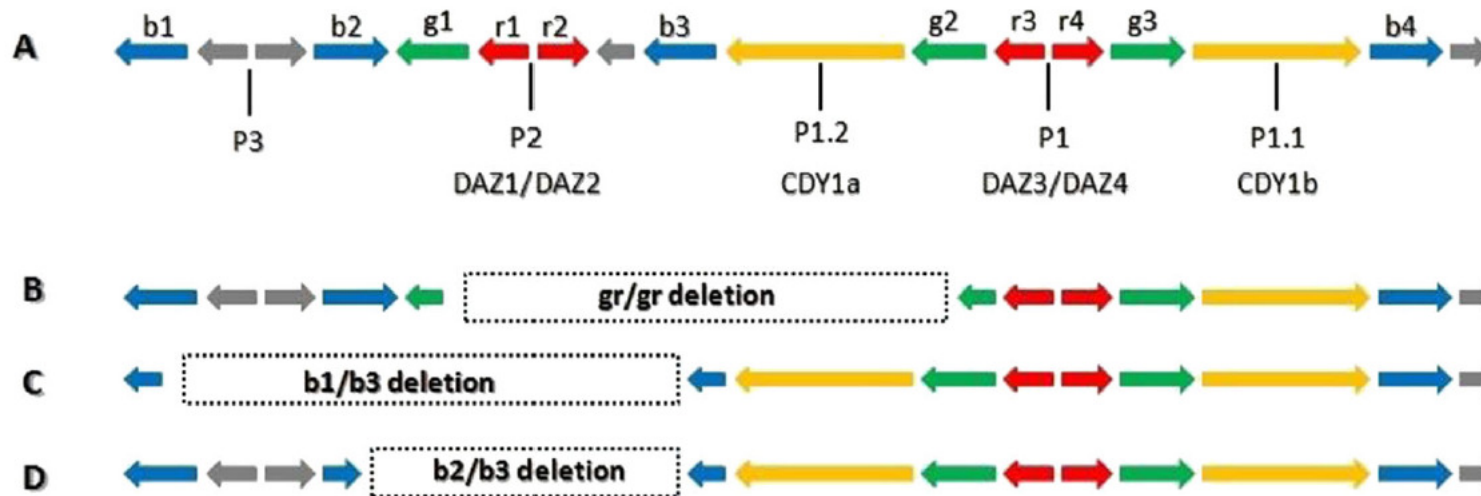 A b1 b2 g1 r1 r2 b3 g2 r3 r4 g3 b4
P3 P2 P1.2 P1 P1.1
DAZ1/DAZ2 CDY1a DAZ3/DAZ4 CDY1b
B gr/gr deletion
C b1/b3 deletion
D b2/b3 deletion